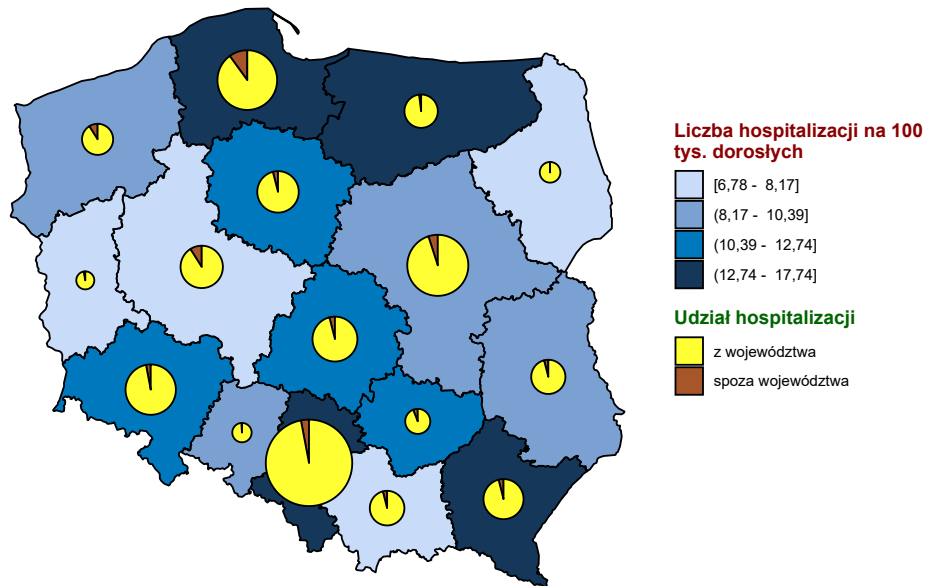 Liczba hospitalizacji na 100
tys. dorosłych
[6,78 - 8,17]
(8,17 - 10,39]
(10,39 - 12,74]
(12,74 - 17,74]
Udział hospitalizacji
z województwa
spoza województwa